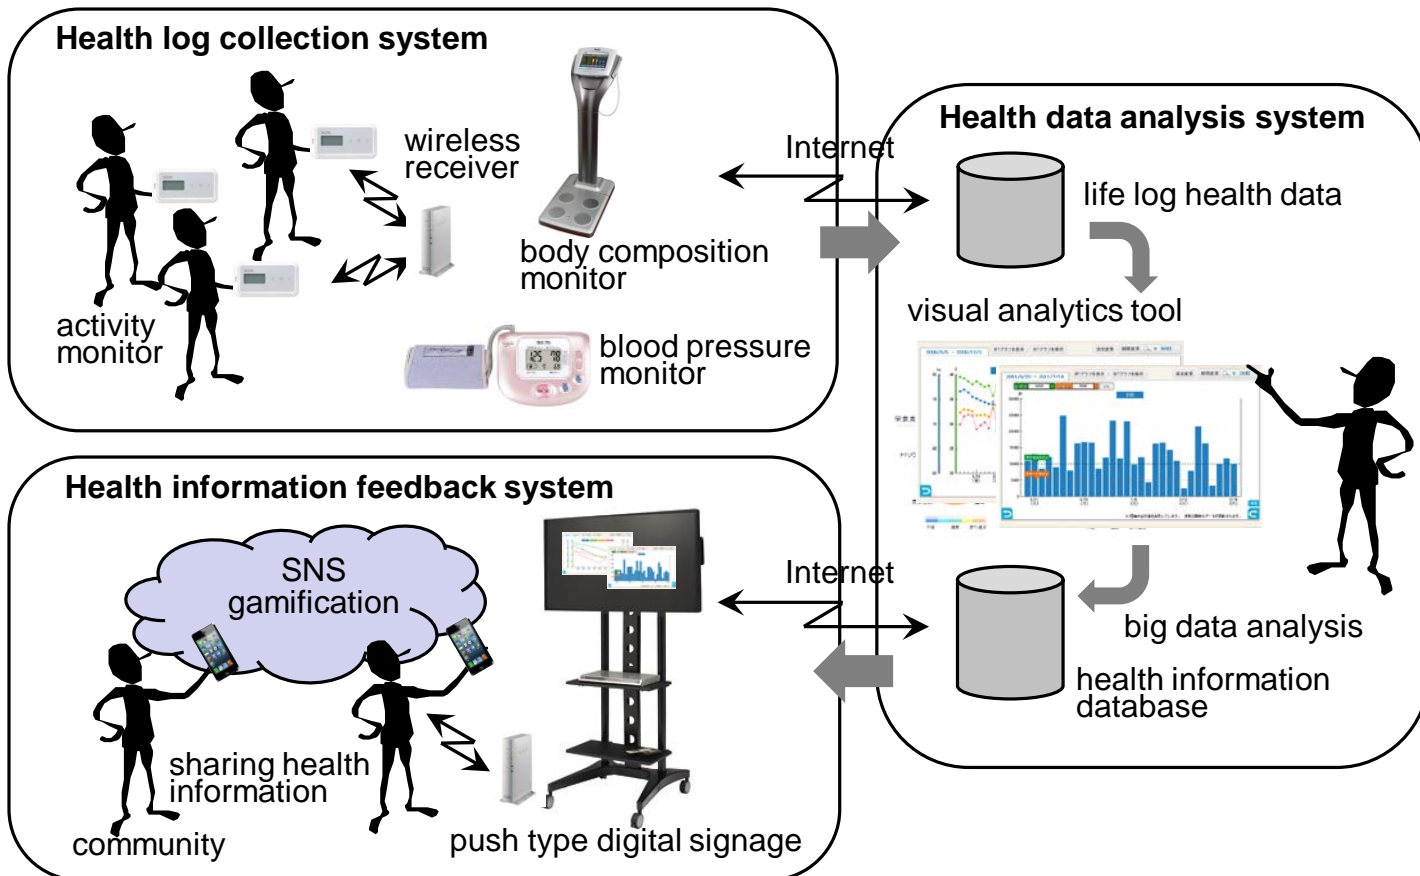 Health log collection system
wireless
receiver
body composition
monitor
activity
monitor
blood pressure
monitor
125
78
Internet
Health data analysis system
life log health data
visual analytics tool
big data analysis
health information
database
Internet
Health information feedback system
SNS
gamification
sharing health
information
community
push type digital signage